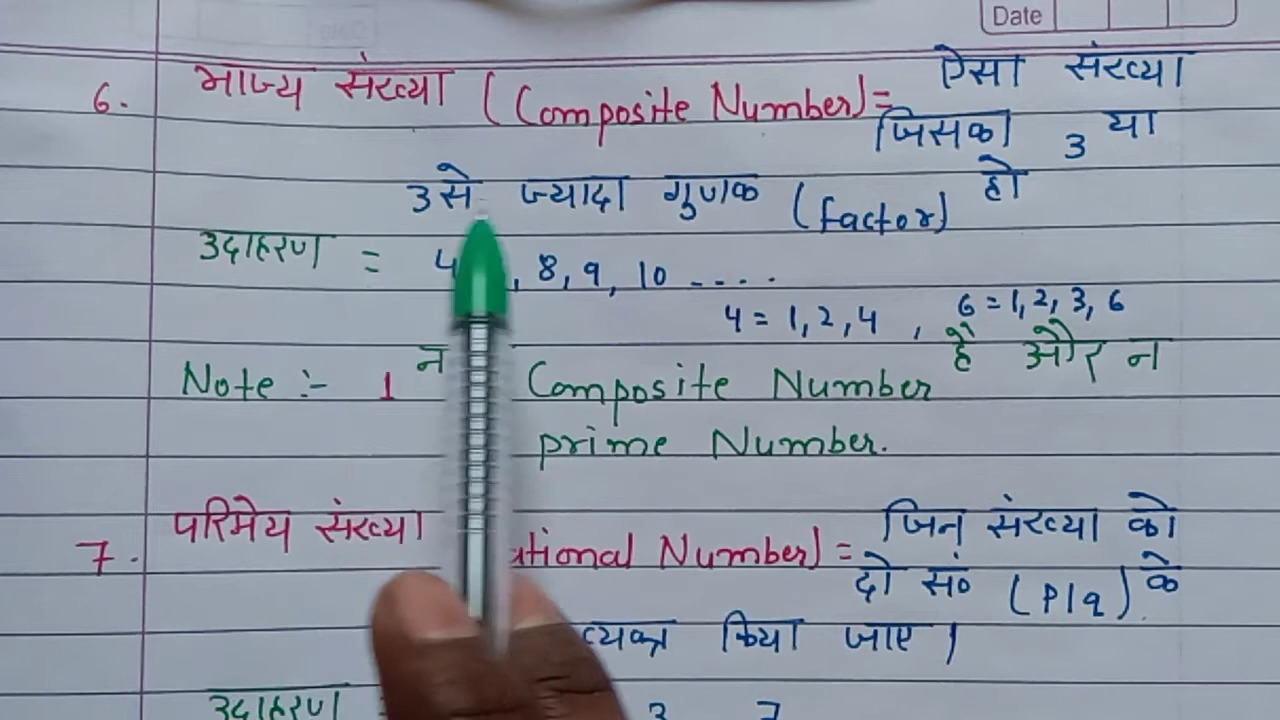 Date
6. भाज्य संख्या (Composite Number) = ऐसा संख्या
जिसका 3 या
3 से ज्यादा गुणक (factor) हो
उदाहरण = 4 , 8, 9, 10 ....
4 = 1, 2, 4 , 6 = 1, 2, 3, 6
Note :- 1 न Composite Number है और न
prime Number.
7. परिमेय संख्या ational Number) = जिन संख्या को
दो सं० (P/q) के
व्यक्त किया जाए।
उदाहरण 3 7